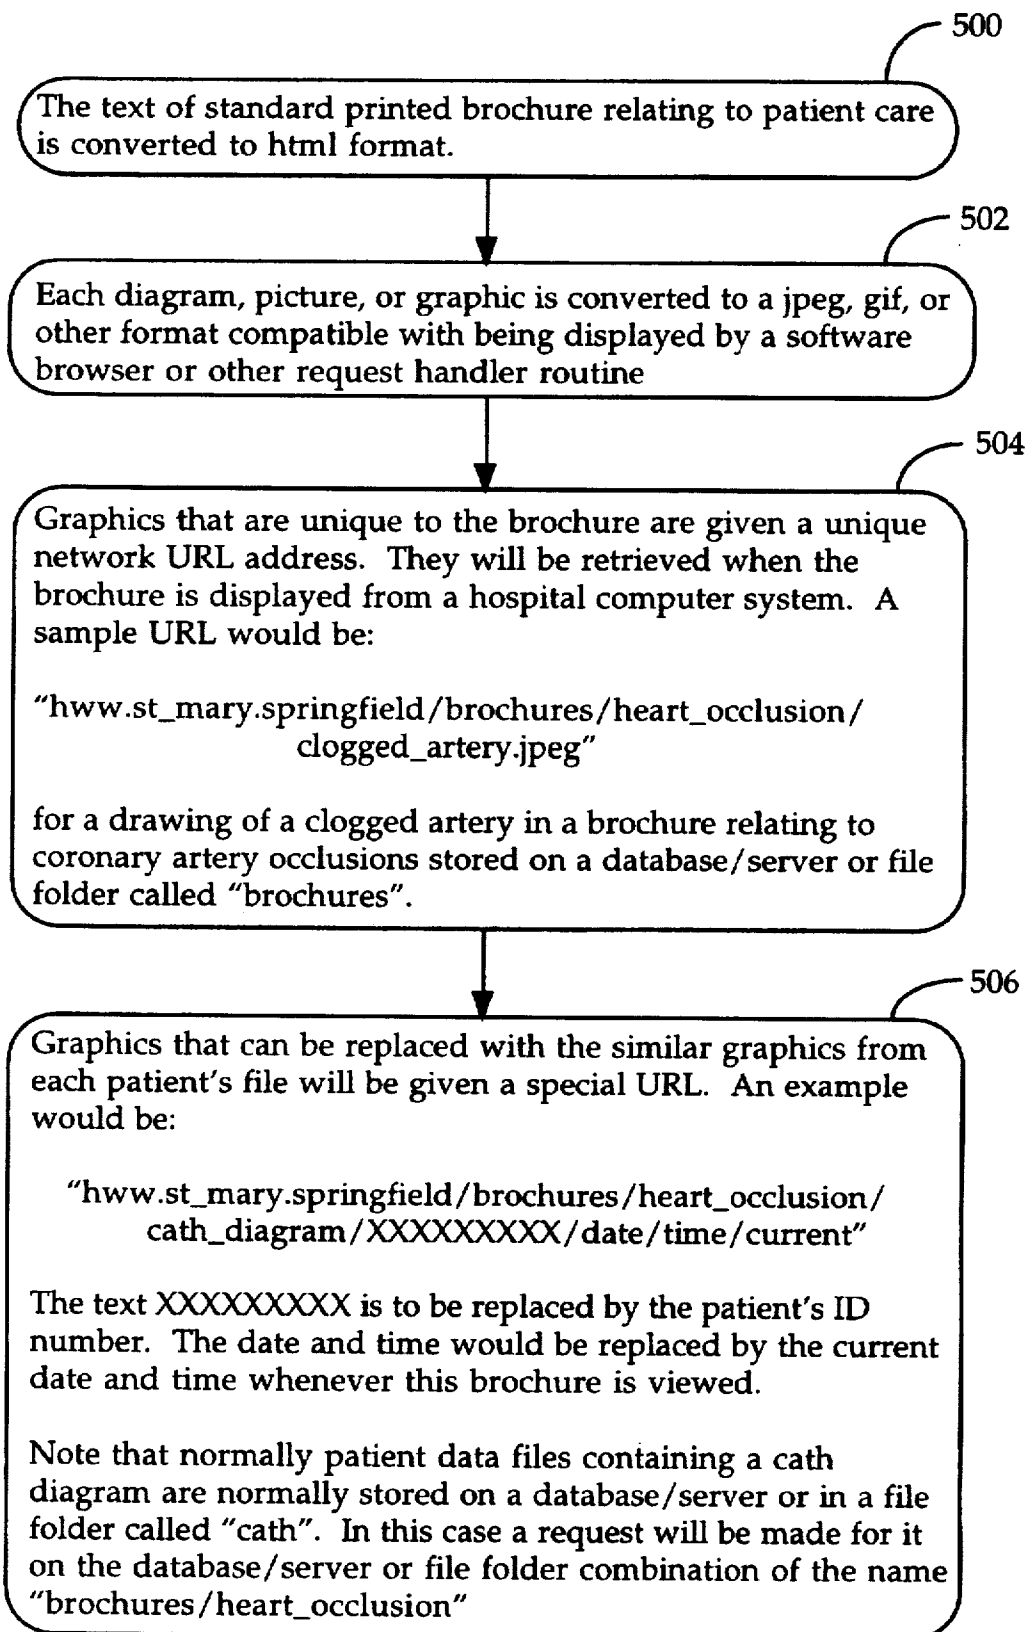 500
The text of standard printed brochure relating to patient care
is converted to html format.
502
Each diagram, picture, or graphic is converted to a jpeg, gif, or
other format compatible with being displayed by a software
browser or other request handler routine
504
Graphics that are unique to the brochure are given a unique
network URL address.  They will be retrieved when the
brochure is displayed from a hospital computer system.  A
sample URL would be:
"hww.st_mary.springfield/brochures/heart_occlusion/
clogged_artery.jpeg"
for a drawing of a clogged artery in a brochure relating to
coronary artery occlusions stored on a database/server or file
folder called "brochures".
506
Graphics that can be replaced with the similar graphics from
each patient's file will be given a special URL.  An example
would be:
"hww.st_mary.springfield/brochures/heart_occlusion/
cath_diagram/XXXXXXXXX/date/time/current"
The text XXXXXXXXX is to be replaced by the patient's ID
number.  The date and time would be replaced by the current
date and time whenever this brochure is viewed.
Note that normally patient data files containing a cath
diagram are normally stored on a database/server or in a file
folder called "cath".  In this case a request will be made for it
on the database/server or file folder combination of the name
"brochures/heart_occlusion"